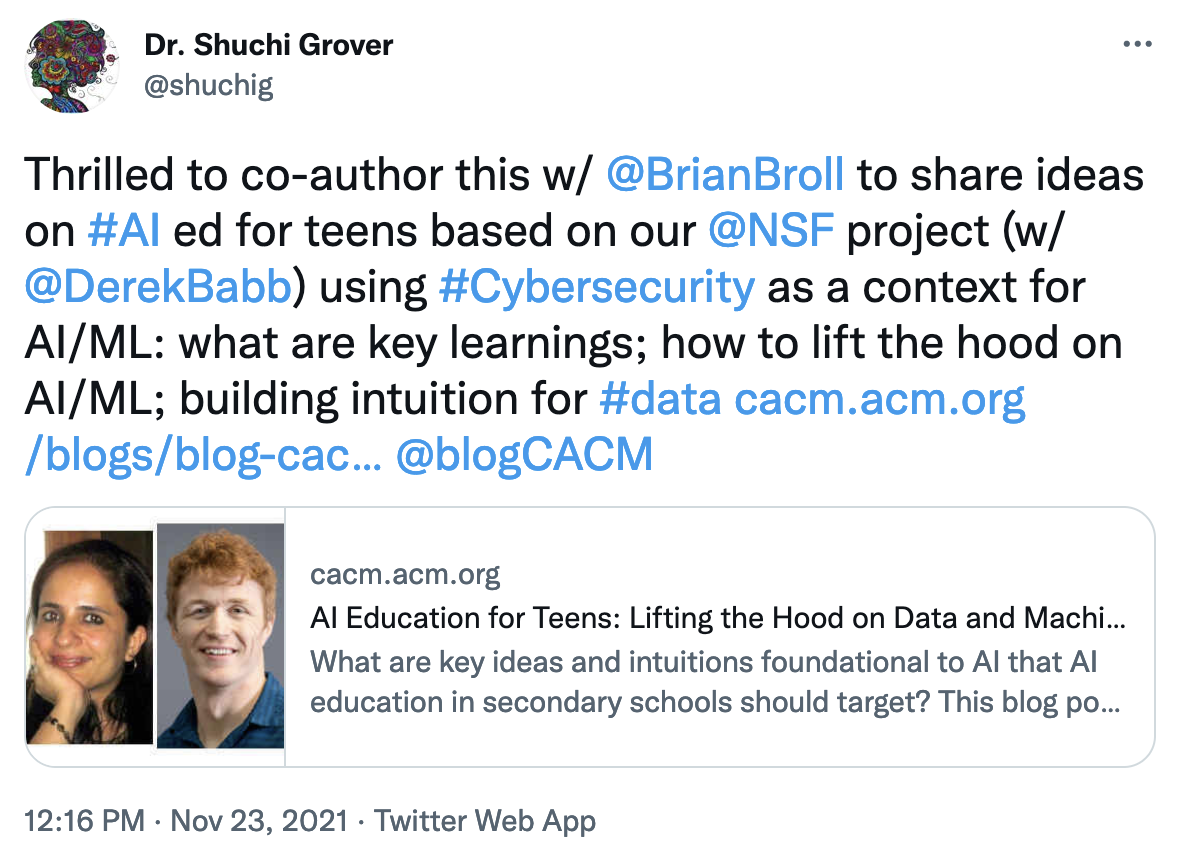 Dr. Shuchi Grover
@shuchig
Thrilled to co-author this w/ @BrianBroll to share ideas
on #AI ed for teens based on our @NSF project (w/
@DerekBabb) using #Cybersecurity as a context for
AI/ML: what are key learnings; how to lift the hood on
AI/ML; building intuition for #data cacm.acm.org
/blogs/blog-cac... @blogCACM
cacm.acm.org
AI Education for Teens: Lifting the Hood on Data and Machi...
What are key ideas and intuitions foundational to AI that AI
education in secondary schools should target? This blog po...
12:16 PM · Nov 23, 2021 · Twitter Web App